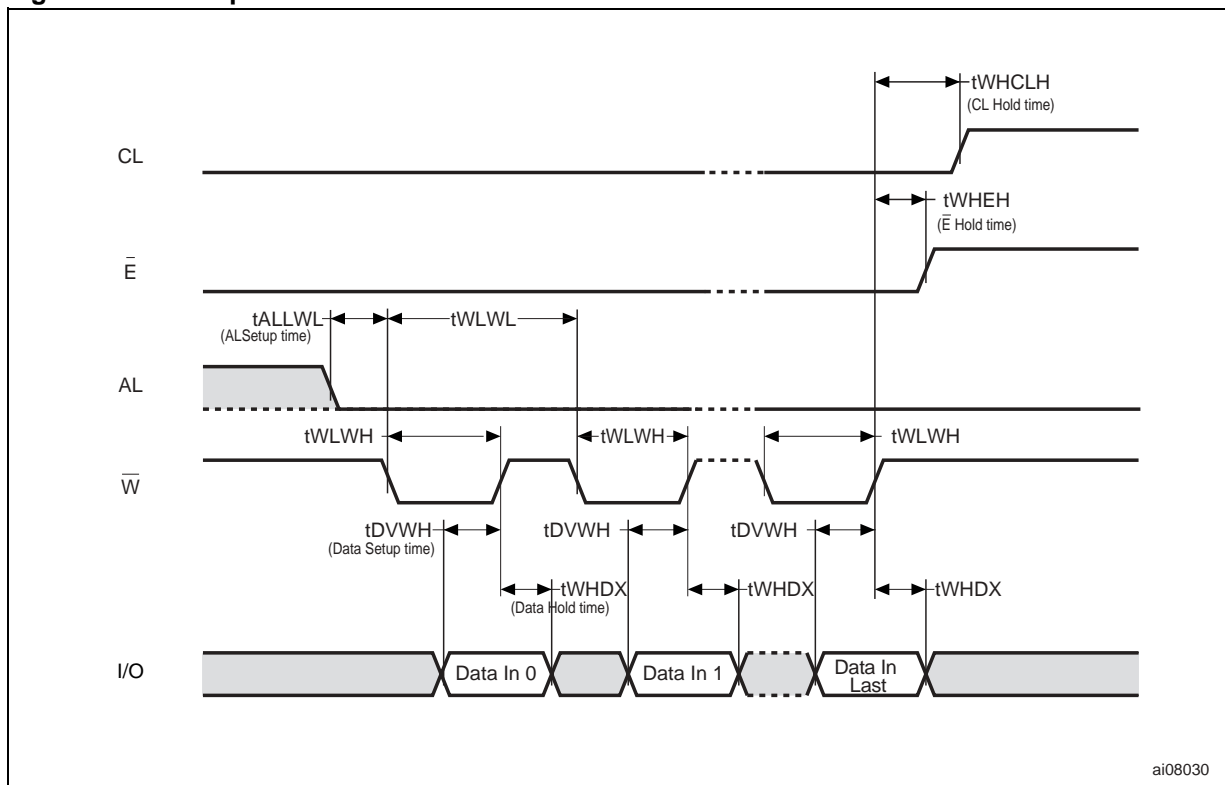 tWHCLH
(CL Hold time)
CL
tWHEH
(E̅ Hold time)
E̅
tALLWL
(ALSetup time)
tWLWL
AL
tWLWH
tWLWH
tWLWH
W̅
tDVWH
(Data Setup time)
tDVWH
tDVWH
tWHDX
(Data Hold time)
tWHDX
tWHDX
I/O
Data In 0
Data In 1
Data In
Last
ai08030